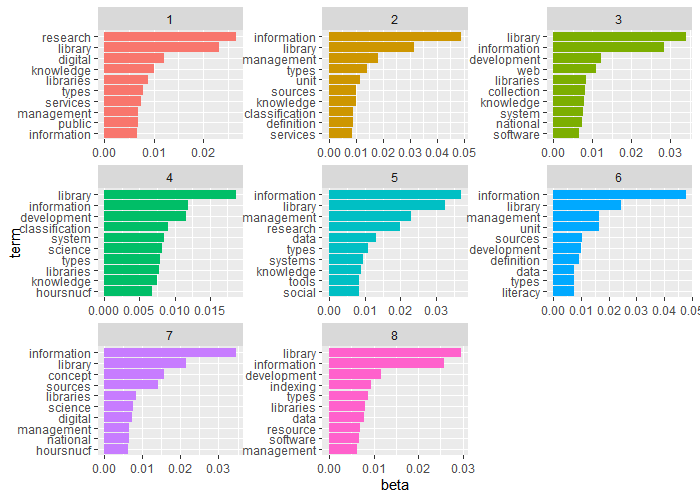 1
research
library
digital
knowledge
libraries
types
services
management
public
information
0.00
0.01
0.02
2
information
library
management
types
unit
sources
knowledge
classification
definition
services
0.00
0.01
0.02
0.03
0.04
0.05
3
library
information
development
web
libraries
collection
knowledge
system
national
software
0.00
0.01
0.02
0.03
4
library
information
development
classification
system
science
types
libraries
knowledge
hoursnucf
0.000
0.005
0.010
0.015
5
information
library
management
research
data
types
systems
knowledge
tools
social
0.00
0.01
0.02
0.03
6
information
library
management
unit
sources
development
definition
data
types
literacy
0.00
0.01
0.02
0.03
0.04
0.05
7
information
library
concept
sources
libraries
science
digital
management
national
hoursnucf
0.00
0.01
0.02
0.03
8
library
information
development
indexing
types
libraries
data
resource
software
management
0.00
0.01
0.02
0.03
term
beta